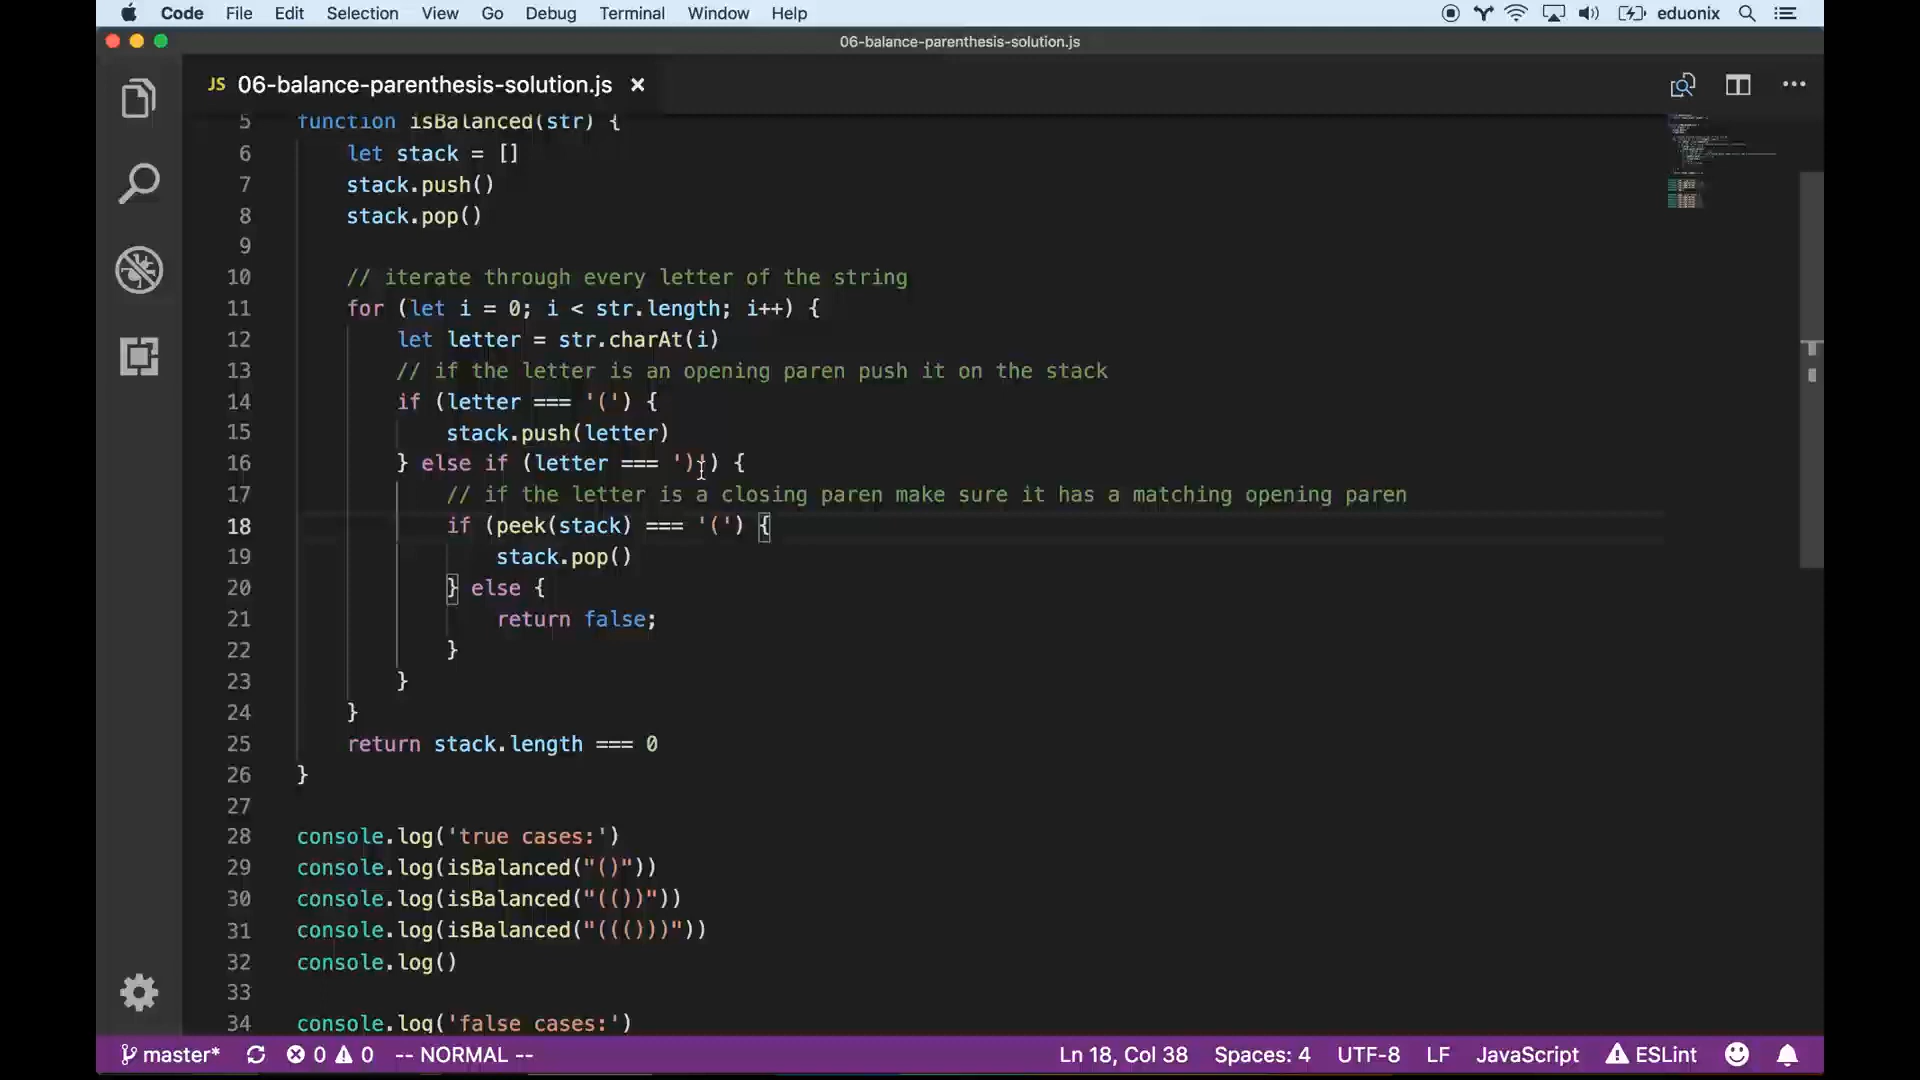 Code File Edit Selection View Go Debug Terminal Window Help eduonix
06-balance-parenthesis-solution.js
JS 06-balance-parenthesis-solution.js ×
5 function isBalanced(str) {
6 let stack = []
7 stack.push()
8 stack.pop()
9
10 // iterate through every letter of the string
11 for (let i = 0; i < str.length; i++) {
12 let letter = str.charAt(i)
13 // if the letter is an opening paren push it on the stack
14 if (letter === '(') {
15 stack.push(letter)
16 } else if (letter === ')') {
17 // if the letter is a closing paren make sure it has a matching opening paren
18 if (peek(stack) === '(') {
19 stack.pop()
20 } else {
21 return false;
22 }
23 }
24 }
25 return stack.length === 0
26 }
27
28 console.log('true cases:')
29 console.log(isBalanced("()"))
30 console.log(isBalanced("(())"))
31 console.log(isBalanced("((()))"))
32 console.log()
33
34 console.log('false cases:')
master* 0 0 -- NORMAL -- Ln 18, Col 38 Spaces: 4 UTF-8 LF JavaScript ESLint